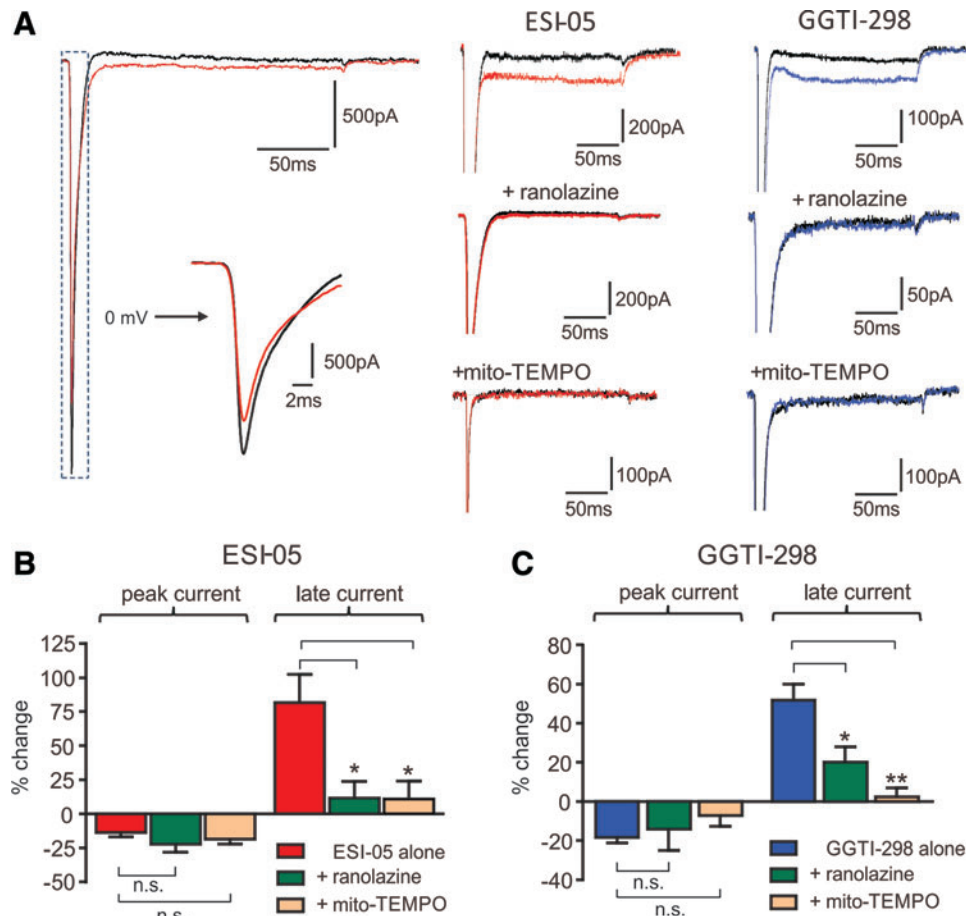 A
ESI-05
GGTI-298
500pA
50ms
200pA
50ms
100pA
50ms
+ ranolazine
+ ranolazine
0 mV
500pA
2ms
200pA
50ms
50pA
50ms
+mito-TEMPO
+mito-TEMPO
100pA
50ms
100pA
50ms
B
ESI-05
peak current
late current
% change
125
100
75
50
25
0
-25
-50
*
*
n.s.
n.s.
ESI-05 alone
+ ranolazine
+ mito-TEMPO
C
GGTI-298
peak current
late current
% change
80
60
40
20
0
-20
-40
*
**
n.s.
n.s.
GGTI-298 alone
+ ranolazine
+ mito-TEMPO